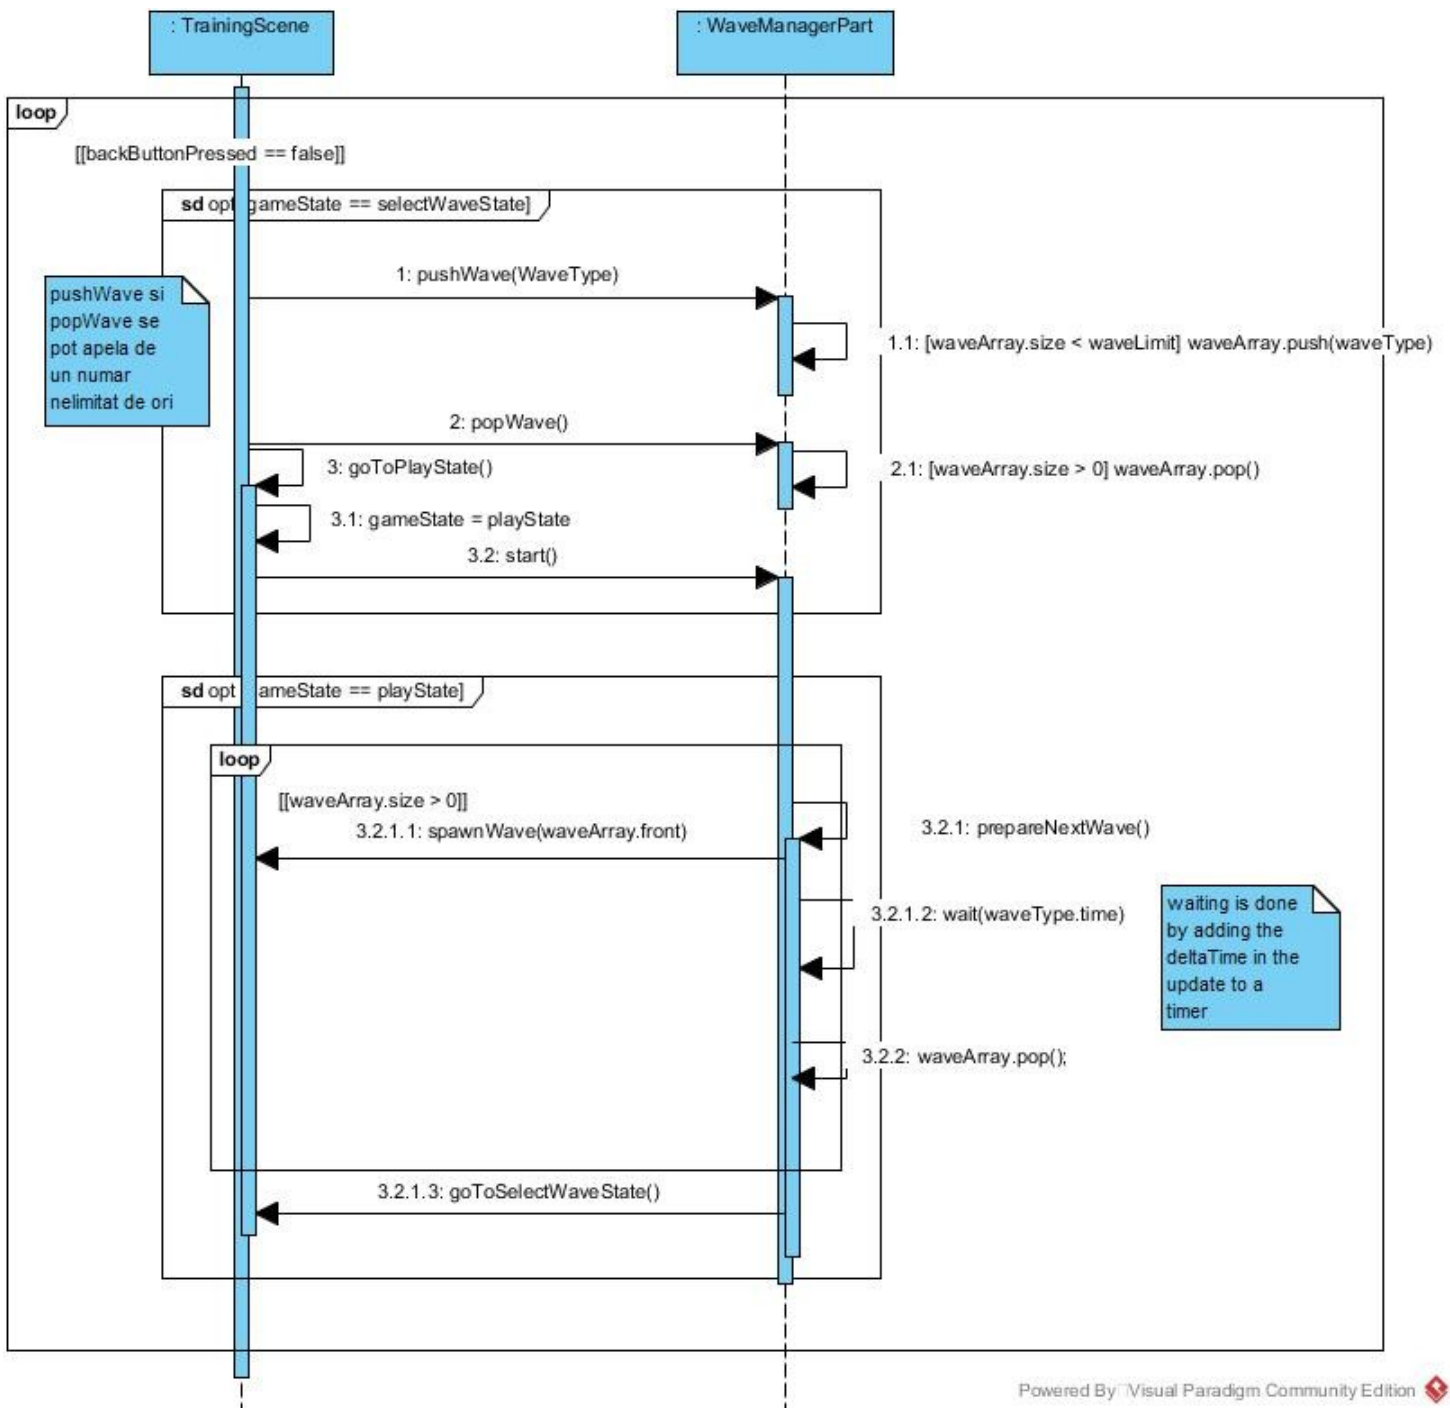 : TrainingScene
: WaveManagerPart
loop
[[backButtonPressed == false]]
sd opt gameState == selectWaveState]
1: pushWave(WaveType)
pushWave si
popWave se
pot apela de
un numar
nelimitat de ori
1.1: [waveArray.size < waveLimit] waveArray.push(waveType)
2: popWave()
3: goToPlayState()
2.1: [waveArray.size > 0] waveArray.pop()
3.1: gameState = playState
3.2: start()
sd opt ameState == playState]
loop
[[waveArray.size > 0]]
3.2.1.1: spawnWave(waveArray.front)
3.2.1: prepareNextWave()
3.2.1.2: wait(waveType.time)
waiting is done
by adding the
deltaTime in the
update to a
timer
3.2.2: waveArray.pop();
3.2.1.3: goToSelectWaveState()
Powered By Visual Paradigm Community Edition